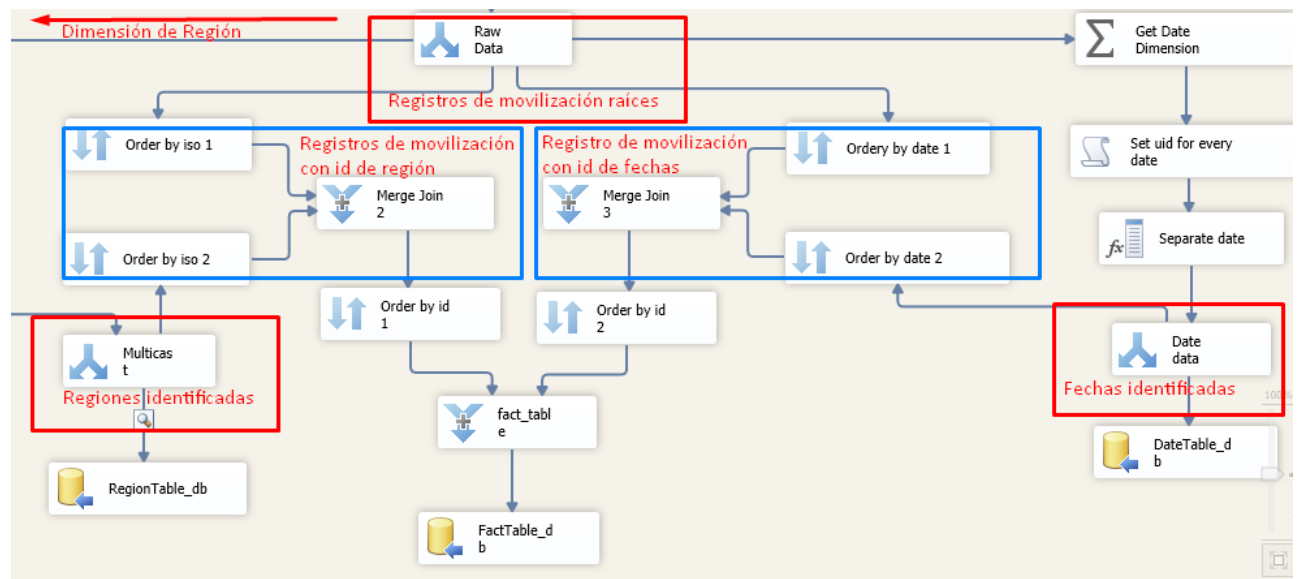 Dimensión de Región
Raw
Data
Get Date
Dimension
Registros de movilización raíces
Order by iso 1
Registros de movilización
con id de región
Registro de movilización
con id de fechas
Ordery by date 1
Set uid for every
date
Merge Join
2
Merge Join
3
Order by iso 2
Order by date 2
fx
Separate date
Order by id
1
Order by id
2
Multicas
t
Date
data
Regiones identificadas
Fechas identificadas
100%
fact_tabl
e
DateTable_d
b
RegionTable_db
FactTable_d
b